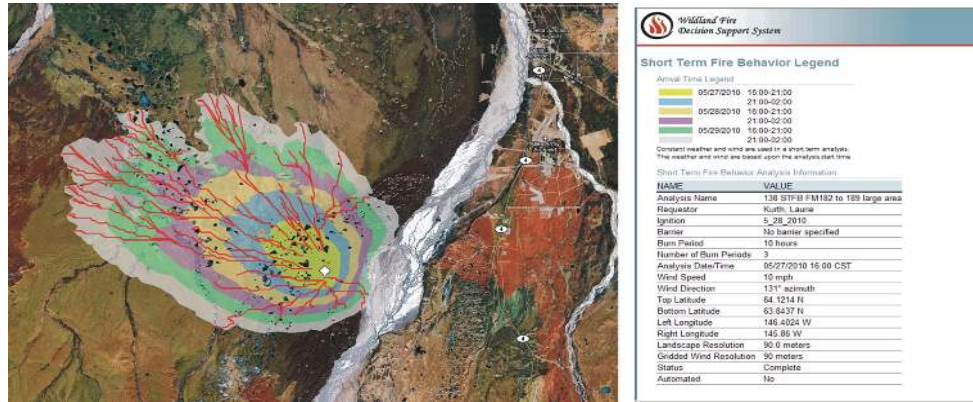 Wildland Fire
Decision Support System
Short Term Fire Behavior Legend
Arrival Time Legend
05/27/2010 16:00-21:00
21:00-02:00
05/28/2010 16:00-21:00
21:00-02:00
05/29/2010 16:00-21:00
21:00-02:00
Constant weather and wind are used in a short term analysis.
The weather and wind are based upon the analysis start time.
Short Term Fire Behavior Analysis Information
NAME VALUE
Analysis Name 138 STFB FM182 to 189 large area
Requestor Kurth, Laurie
Ignition 5_28_2010
Barrier No barrier specified
Burn Period 10 hours
Number of Burn Periods 3
Analysis Date/Time 05/27/2010 16:00 CST
Wind Speed 10 mph
Wind Direction 131° azimuth
Top Latitude 64.1214 N
Bottom Latitude 63.8437 N
Left Longitude 146.4024 W
Right Longitude 145.86 W
Landscape Resolution 90.0 meters
Gridded Wind Resolution 90 meters
Status Complete
Automated No
4
4
4
4